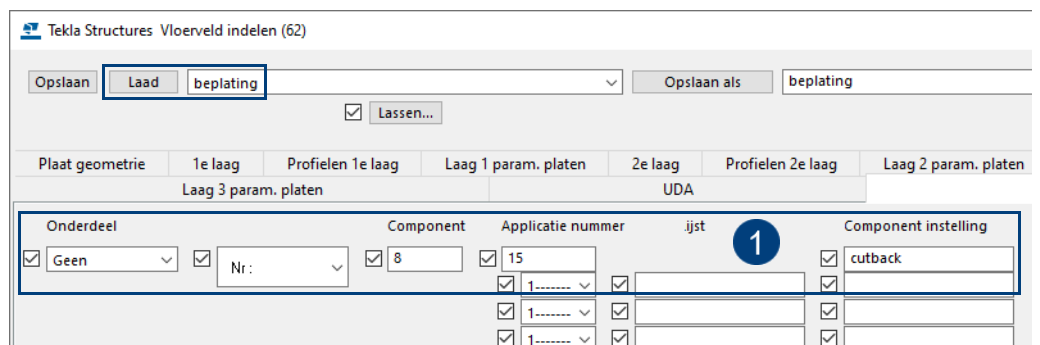 Tekla Structures Vloerveld indelen (62)
Opslaan Laad beplating Opslaan als beplating
Lassen...
Plaat geometrie 1e laag Profielen 1e laag Laag 1 param. platen 2e laag Profielen 2e laag Laag 2 param. platen
Laag 3 param. platen UDA
Onderdeel Component Applicatie nummer .ijst 1 Component instelling
Geen Nr : 8 15 cutback
1-------
1-------
1-------